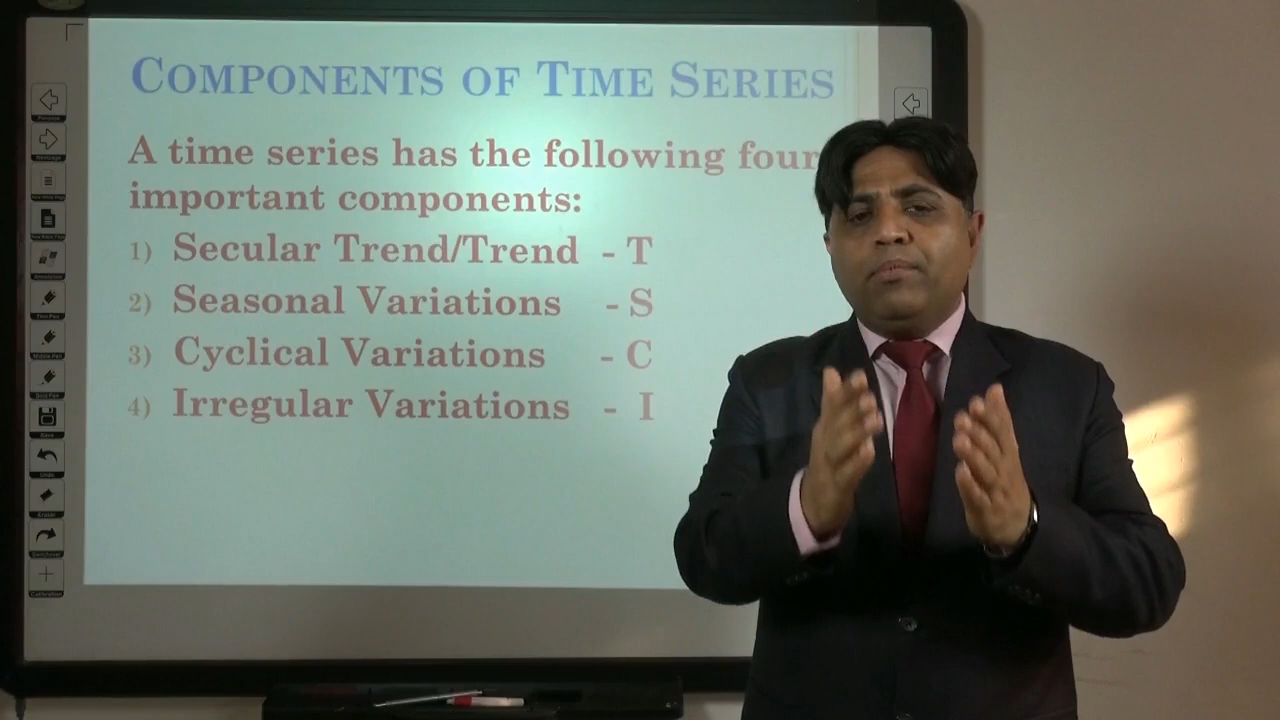 COMPONENTS OF TIME SERIES
A time series has the following four
important components:
1) Secular Trend/Trend - T
2) Seasonal Variations - S
3) Cyclical Variations - C
4) Irregular Variations - I